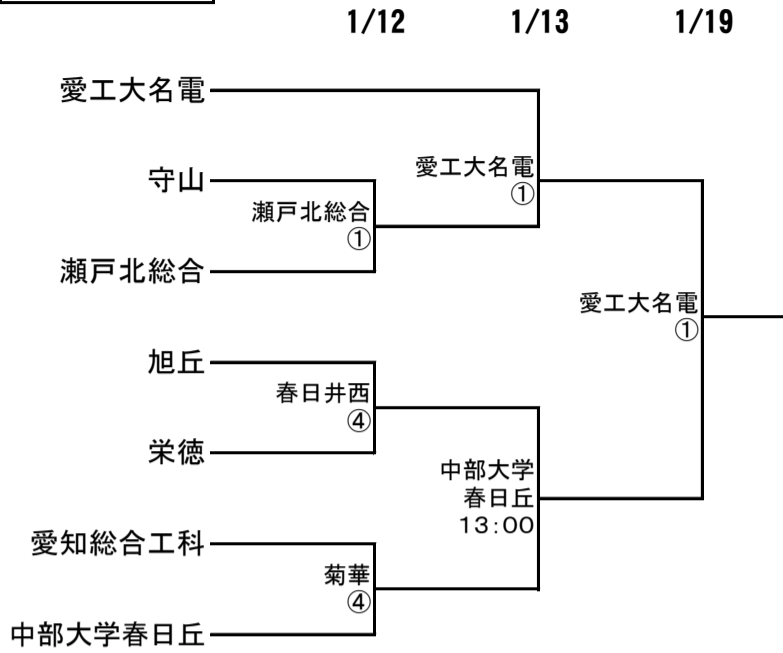 1/12 1/13 1/19
愛工大名電
愛工大名電
①
守山
瀬戸北総合
①
瀬戸北総合
愛工大名電
①
旭丘
春日井西
④
栄徳
中部大学
春日丘
13:00
愛知総合工科
菊華
④
中部大学春日丘